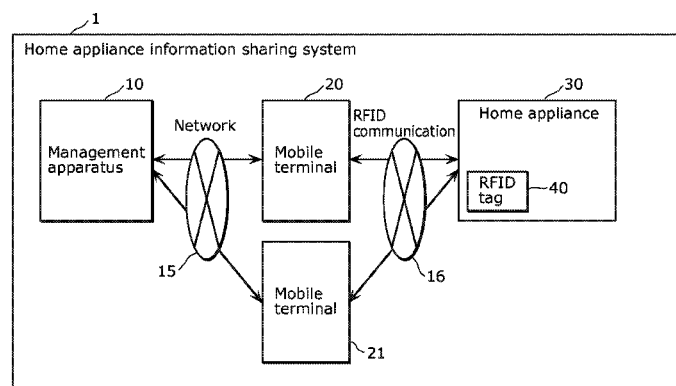 1
Home appliance information sharing system
10
20
30
Network
RFID
communication
Home appliance
Management
apparatus
Mobile
terminal
RFID
tag
40
15
16
Mobile
terminal
21